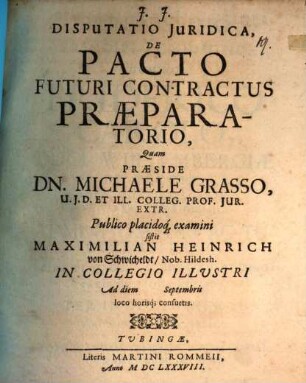 J. J.
DISPUTATIO JURIDICA,
DE
PACTO
FUTURI CONTRACTUS
PRÆPARA-
TORIO,
Quam
PRÆSIDE
DN. MICHAELE GRASSO,
U. J. D. ET ILL. COLLEG. PROF. JUR.
EXTR.
Publico placidoq; examini
sistit
MAXIMILIAN HEINRICH
von Schwicheldt / Nob. Hildesh.
IN COLLEGIO ILLUSTRI
Ad diem Septembris
loco horisq; consuetis.
TUBINGÆ,
Literis MARTINI ROMMEII,
Anno M DC LXXXVIII.